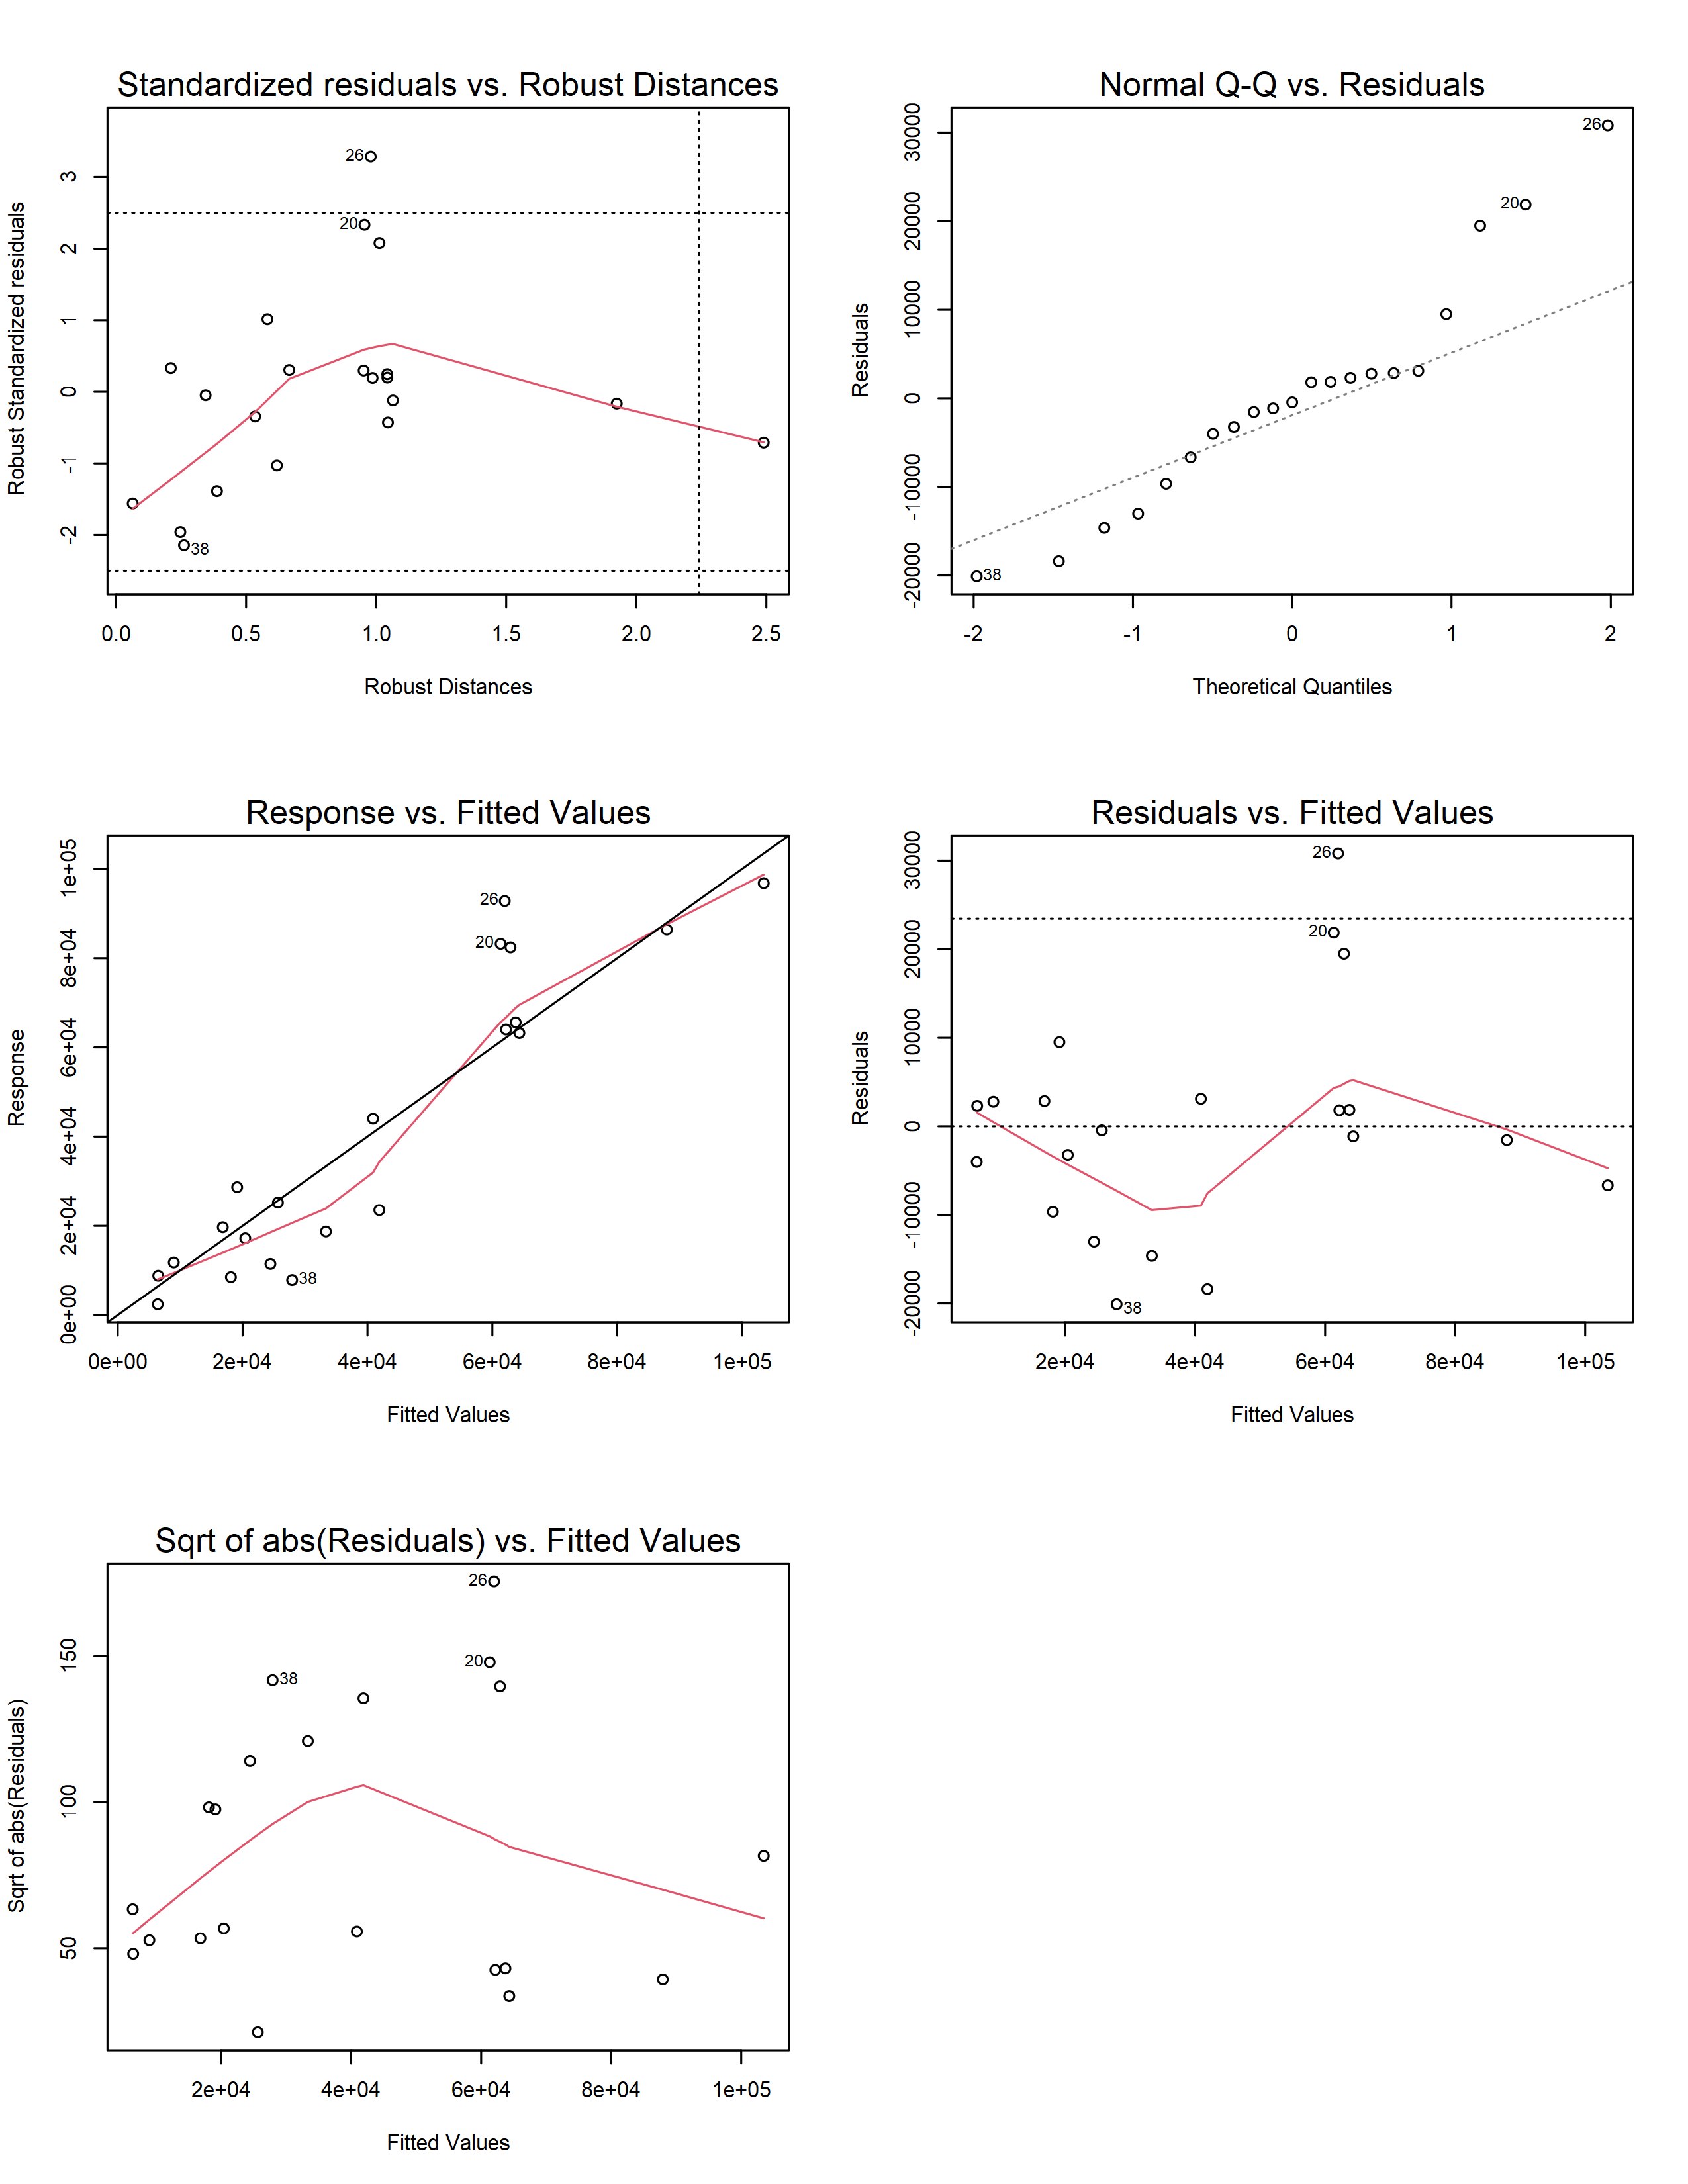 Standardized residuals vs. Robust Distances
Robust Standardized residuals
3
2
1
0
-1
-2
26
20
38
0.0 0.5 1.0 1.5 2.0 2.5
Robust Distances
Normal Q-Q vs. Residuals
Residuals
30000
20000
10000
0
-10000
-20000
26
20
38
-2 -1 0 1 2
Theoretical Quantiles
Response vs. Fitted Values
Response
1e+05
8e+04
6e+04
4e+04
2e+04
0e+00
26
20
38
0e+00 2e+04 4e+04 6e+04 8e+04 1e+05
Fitted Values
Residuals vs. Fitted Values
Residuals
30000
20000
10000
0
-10000
-20000
26
20
38
2e+04 4e+04 6e+04 8e+04 1e+05
Fitted Values
Sqrt of abs(Residuals) vs. Fitted Values
Sqrt of abs(Residuals)
150
100
50
26
20
38
2e+04 4e+04 6e+04 8e+04 1e+05
Fitted Values